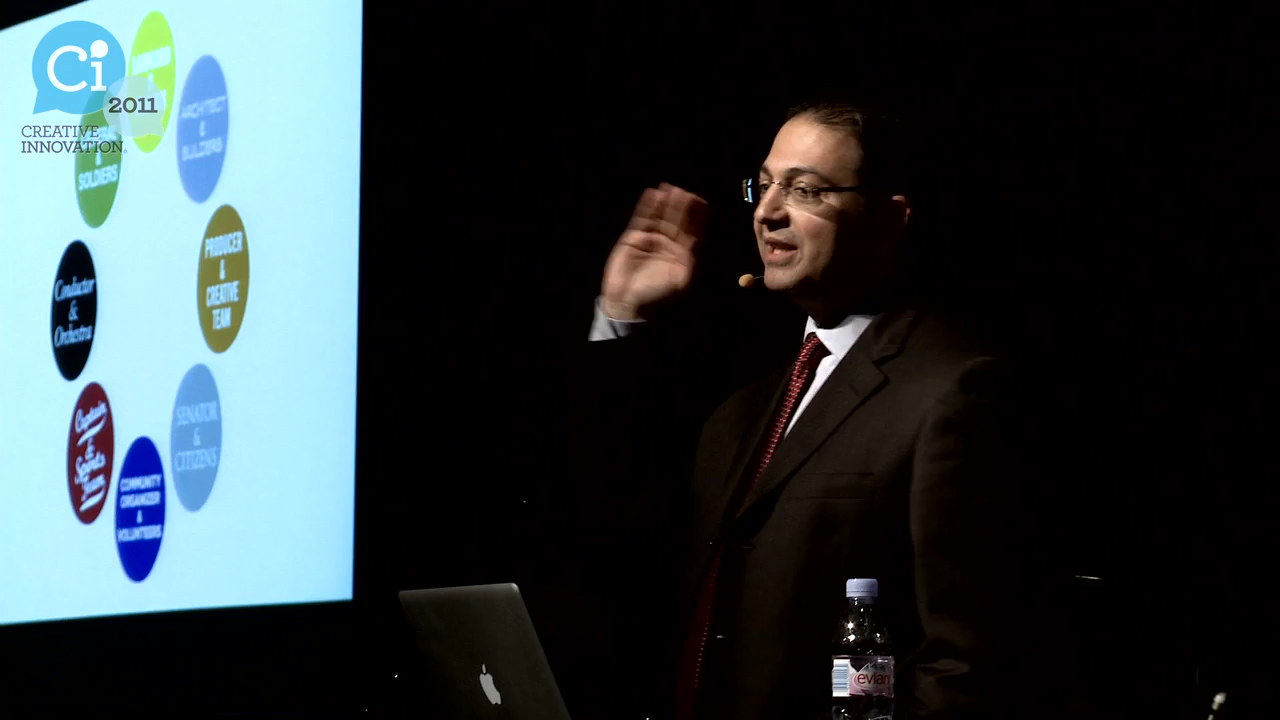 Ci
2011
CREATIVE
INNOVATION
ARCHITECT
&
BUILDERS
&
SOLDIERS
PRODUCER
&
CREATIVE
TEAM
Conductor
&
Orchestra
SENATOR
&
CITIZENS
Captain
&
Sports
Team
COMMUNITY
ORGANIZER
&
VOLUNTEERS
evian